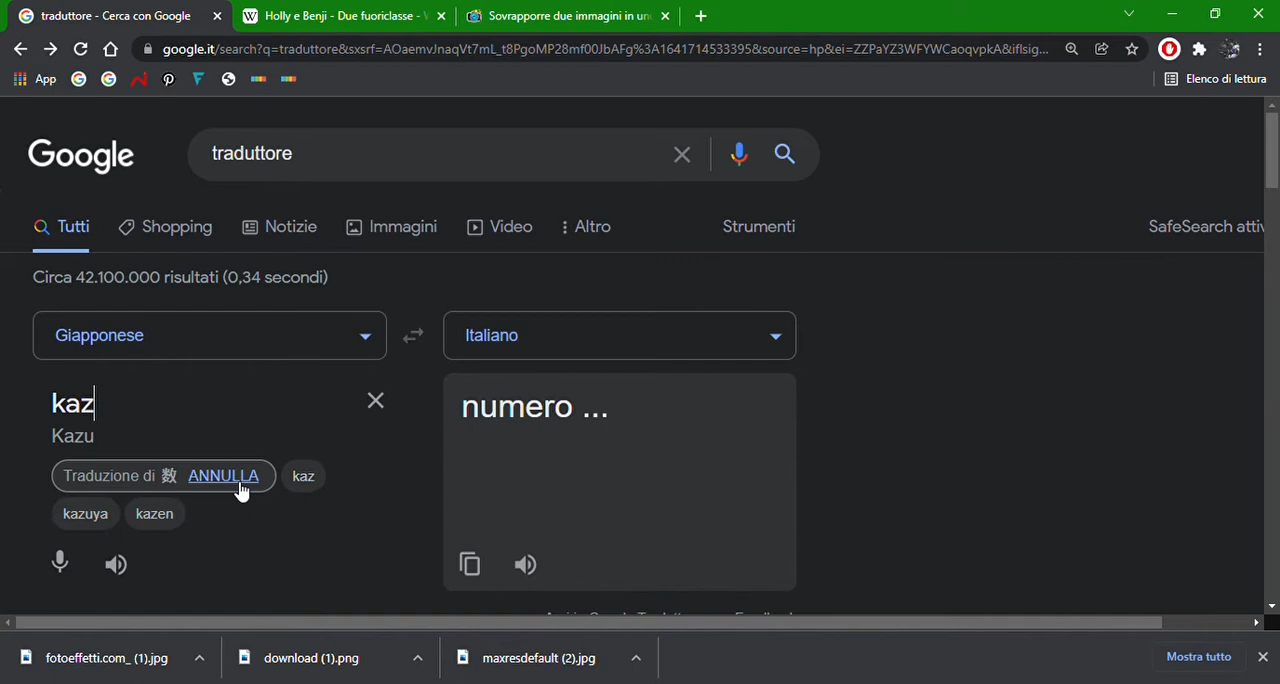 traduttore - Cerca con Google
Holly e Benji - Due fuoriclasse -
Sovrapporre due immagini in un
google.it/search?q=traduttore&sxsrf=AOaemvJnaqVt7mL_t8PgoMP28mf00JbAFg%3A1641714533395&source=hp&ei=ZZPaYZ3WFYWCaoqvpkA&iflsig...
App
Elenco di lettura
Google
traduttore
Tutti
Shopping
Notizie
Immagini
Video
Altro
Strumenti
SafeSearch attiv
Circa 42.100.000 risultati (0,34 secondi)
Giapponese
Italiano
kaz
Kazu
numero ...
Traduzione di 数 ANNULLA
kaz
kazuya
kazen
fotoeffetti.com_ (1).jpg
download (1).png
maxresdefault (2).jpg
Mostra tutto